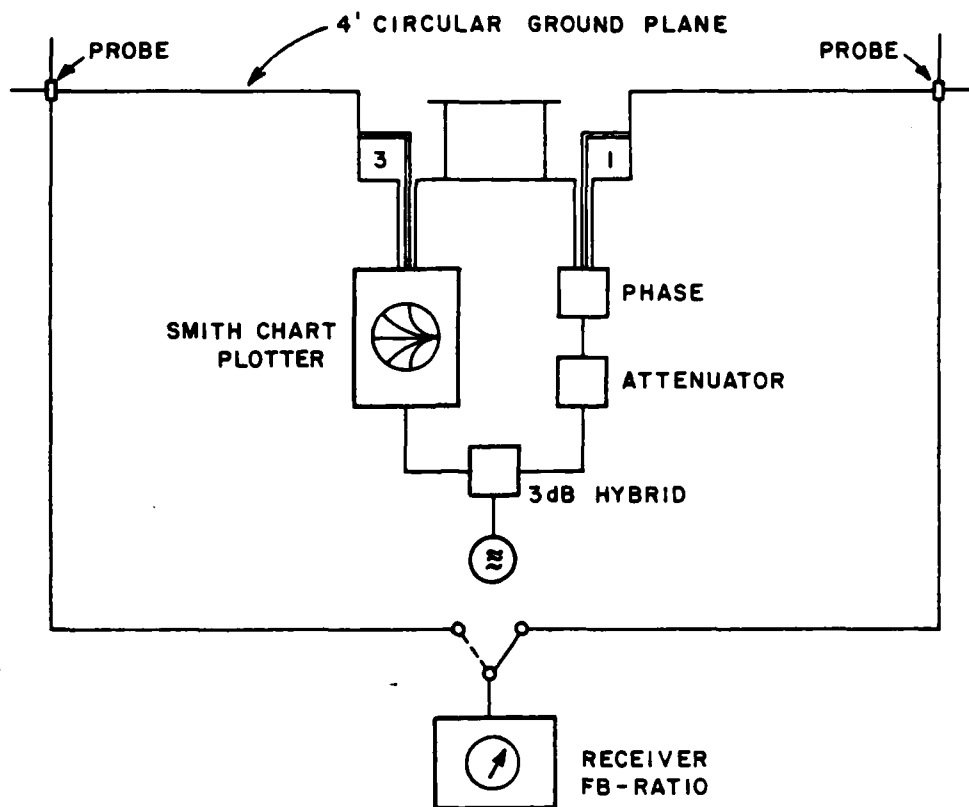 4' CIRCULAR GROUND PLANE
PROBE
PROBE
3
1
PHASE
SMITH CHART
PLOTTER
ATTENUATOR
3dB HYBRID
≈
RECEIVER
FB-RATIO